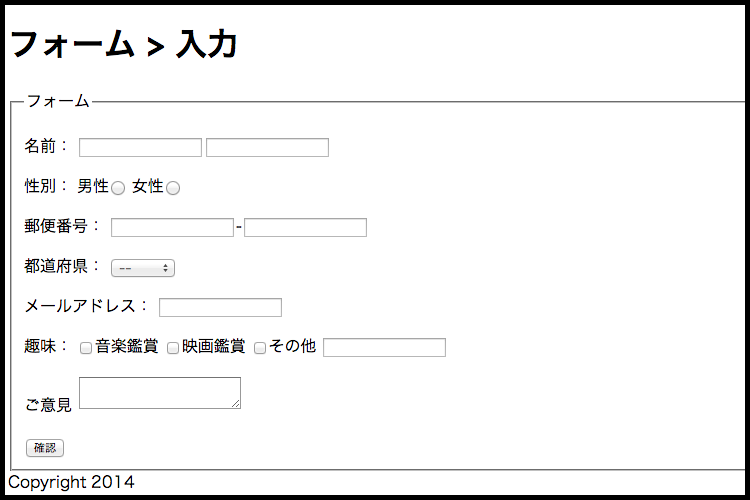 フォーム > 入力
フォーム
名前：
性別： 男性 女性
郵便番号： -
都道府県： --
メールアドレス：
趣味： 音楽鑑賞 映画鑑賞 その他
ご意見
確認
Copyright 2014